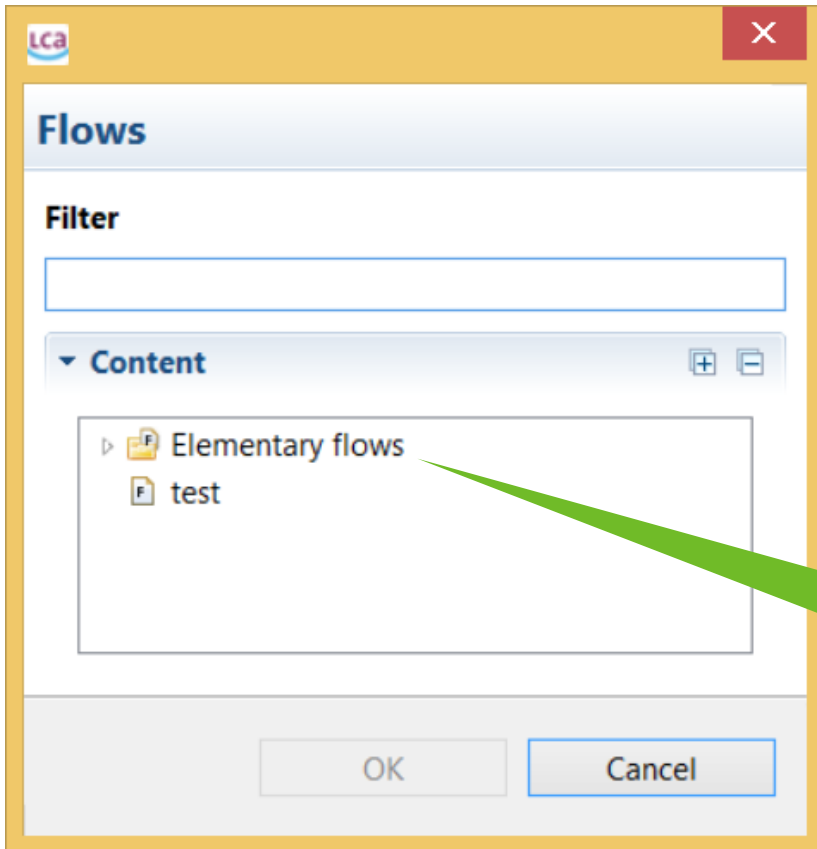 LCa
Flows
Filter
Content
Elementary flows
F test
OK
Cancel